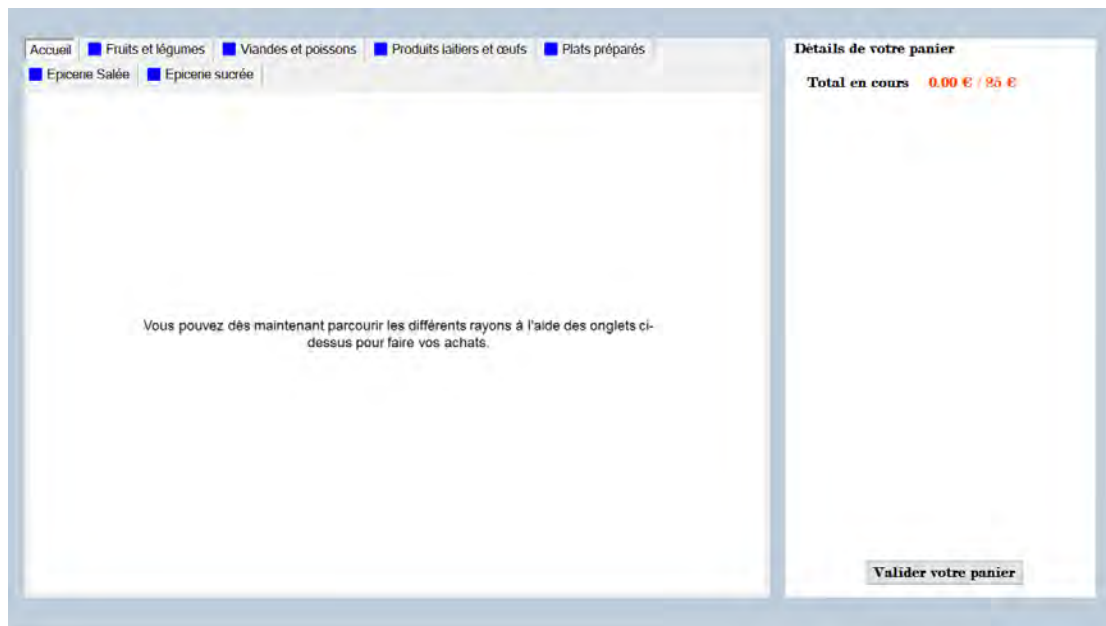 Accueil Fruits et légumes Viandes et poissons Produits laitiers et œufs Plats préparés
Epicerie Salée Epicerie sucrée
Vous pouvez dès maintenant parcourir les différents rayons à l'aide des onglets ci-
dessus pour faire vos achats.
Détails de votre panier
Total en cours 0.00 € / 25 €
Valider votre panier